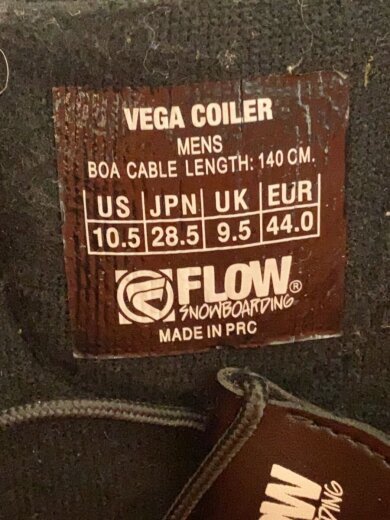 VEGA COILER
MENS
BOA CABLE LENGTH: 140 CM.
US JPN UK EUR
10.5 28.5 9.5 44.0
FLOW®
SNOWBOARDING
MADE IN PRC